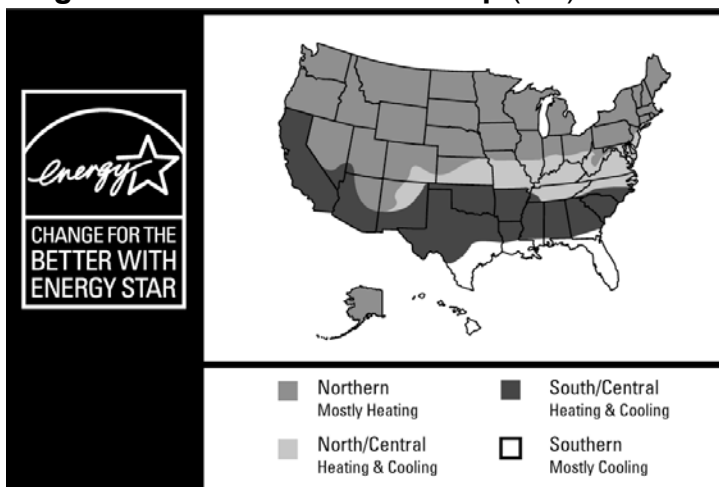 energy
CHANGE FOR THE
BETTER WITH
ENERGY STAR
Northern
Mostly Heating
South/Central
Heating & Cooling
North/Central
Heating & Cooling
Southern
Mostly Cooling